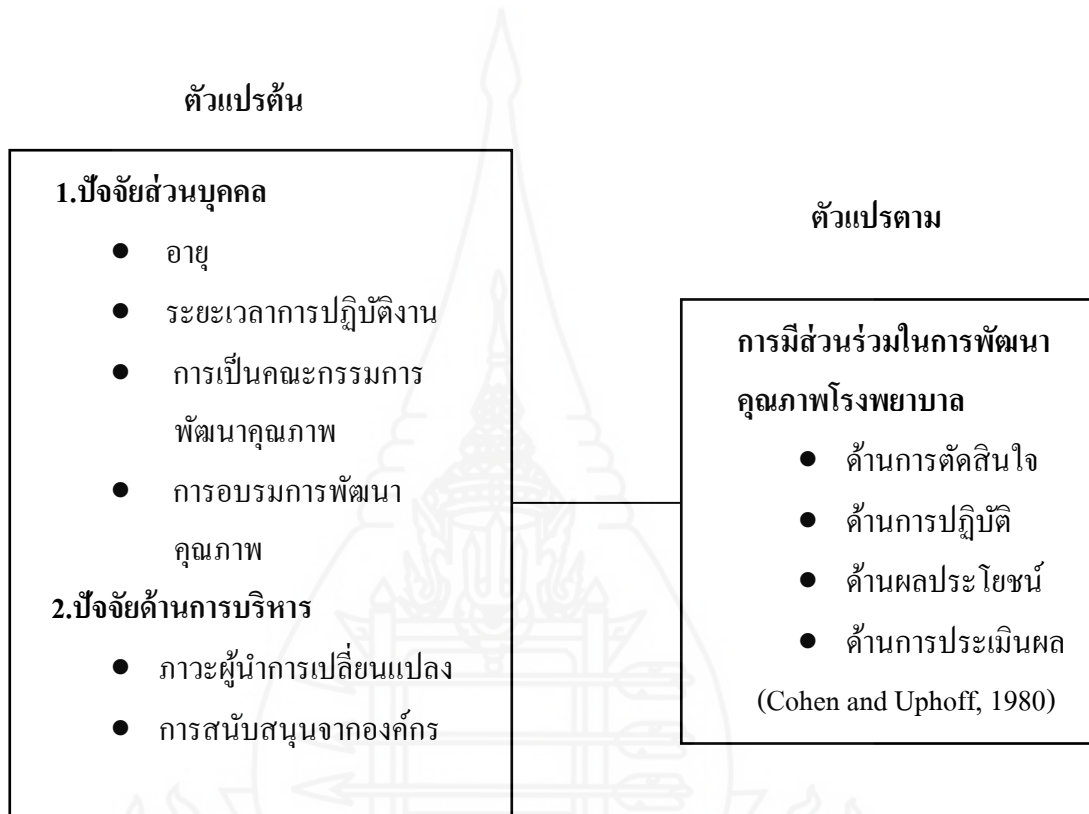 ตัวแปรต้น
1.ปัจจัยส่วนบุคคล
● อายุ
● ระยะเวลาการปฏิบัติงาน
● การเป็นคณะกรรมการ
พัฒนาคุณภาพ
● การอบรมการพัฒนา
คุณภาพ
2.ปัจจัยด้านการบริหาร
● ภาวะผู้นำการเปลี่ยนแปลง
● การสนับสนุนจากองค์กร
ตัวแปรตาม
การมีส่วนร่วมในการพัฒนา
คุณภาพโรงพยาบาล
● ด้านการตัดสินใจ
● ด้านการปฏิบัติ
● ด้านผลประโยชน์
● ด้านการประเมินผล
(Cohen and Uphoff, 1980)